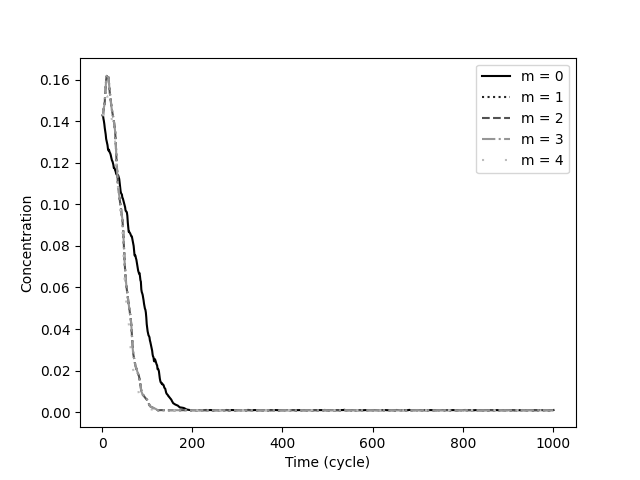 0.16
0.14
0.12
0.10
0.08
0.06
0.04
0.02
0.00
Concentration
m = 0
m = 1
m = 2
m = 3
m = 4
0 200 400 600 800 1000
Time (cycle)